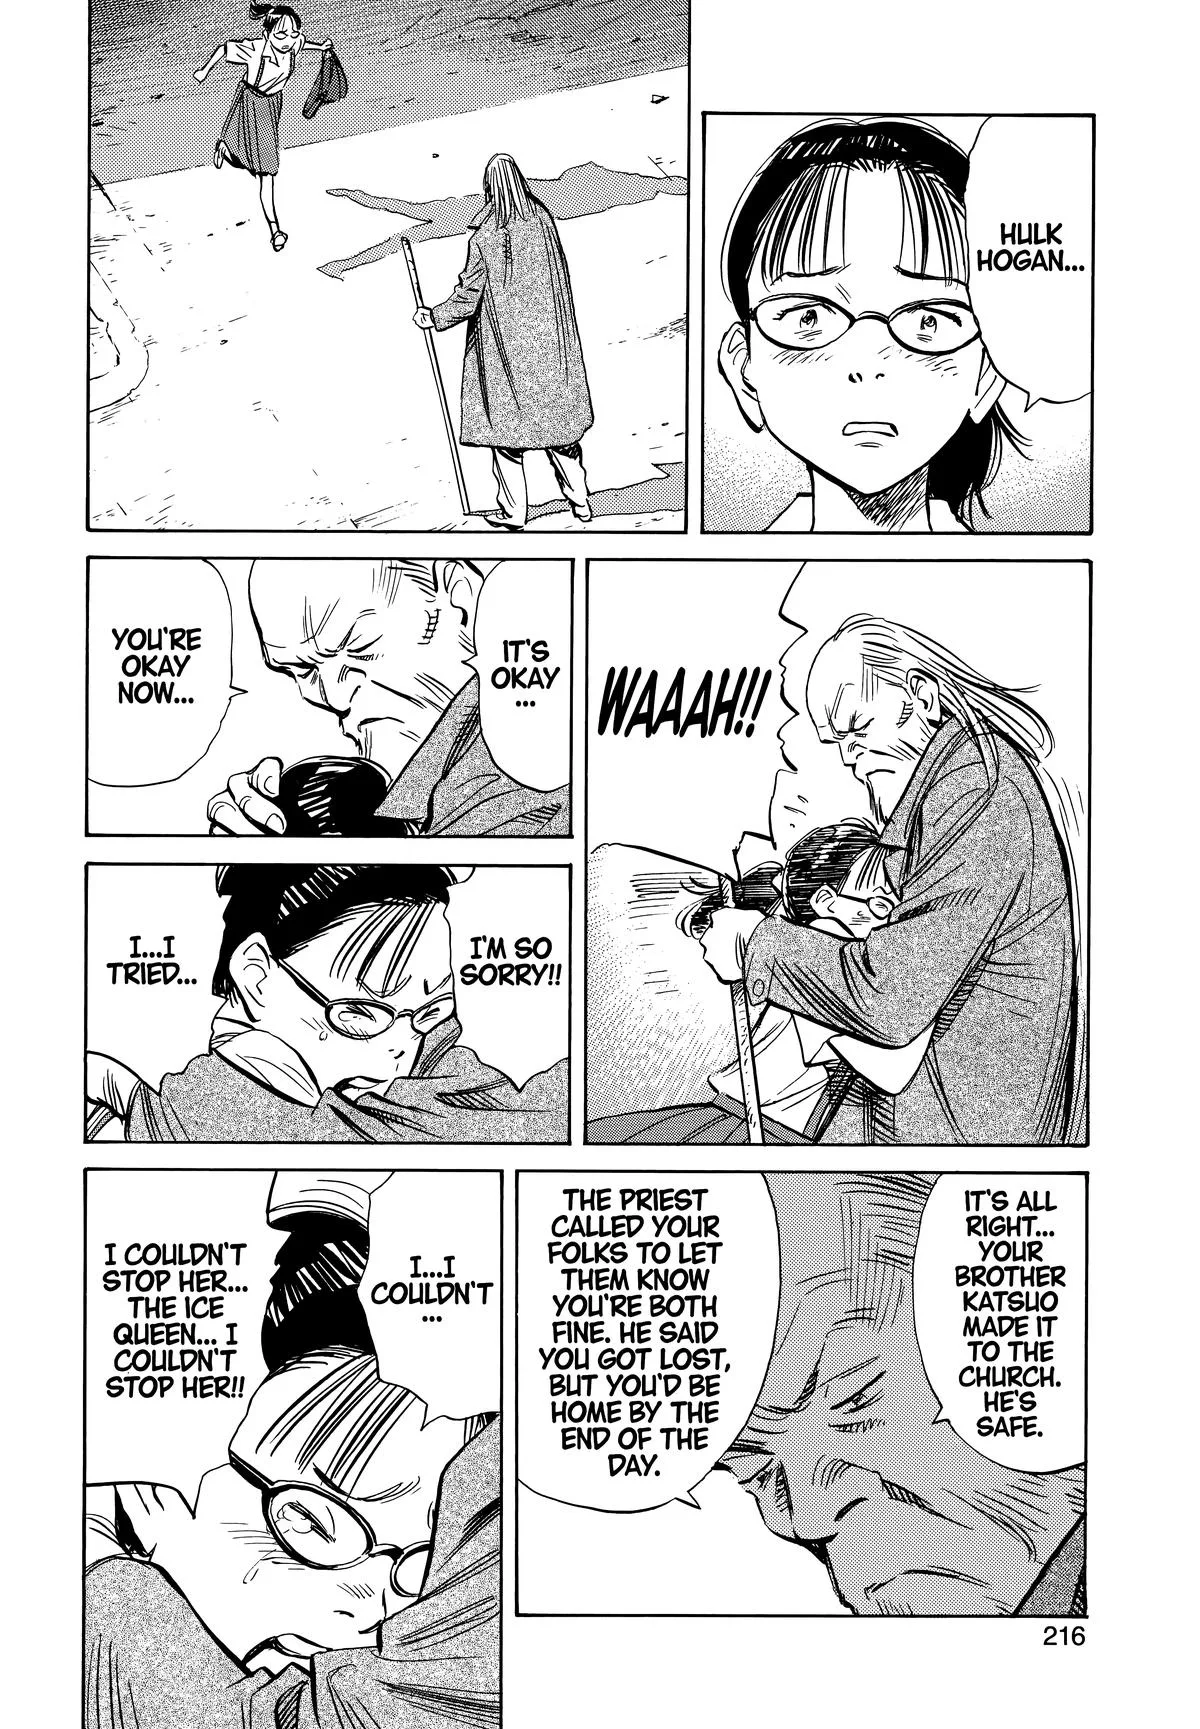 HULK
HOGAN...
WAAAH!!
IT'S
OKAY
...
YOU'RE
OKAY
NOW...
I'M SO
SORRY!!
I...I
TRIED...
IT'S ALL
RIGHT...
YOUR
BROTHER
KATSUO
MADE IT
TO THE
CHURCH.
HE'S
SAFE.
THE PRIEST
CALLED YOUR
FOLKS TO LET
THEM KNOW
YOU'RE BOTH
FINE. HE SAID
YOU GOT LOST,
BUT YOU'D BE
HOME BY THE
END OF THE
DAY.
I...I
COULDN'T
...
I COULDN'T
STOP HER...
THE ICE
QUEEN... I
COULDN'T
STOP HER!!
216